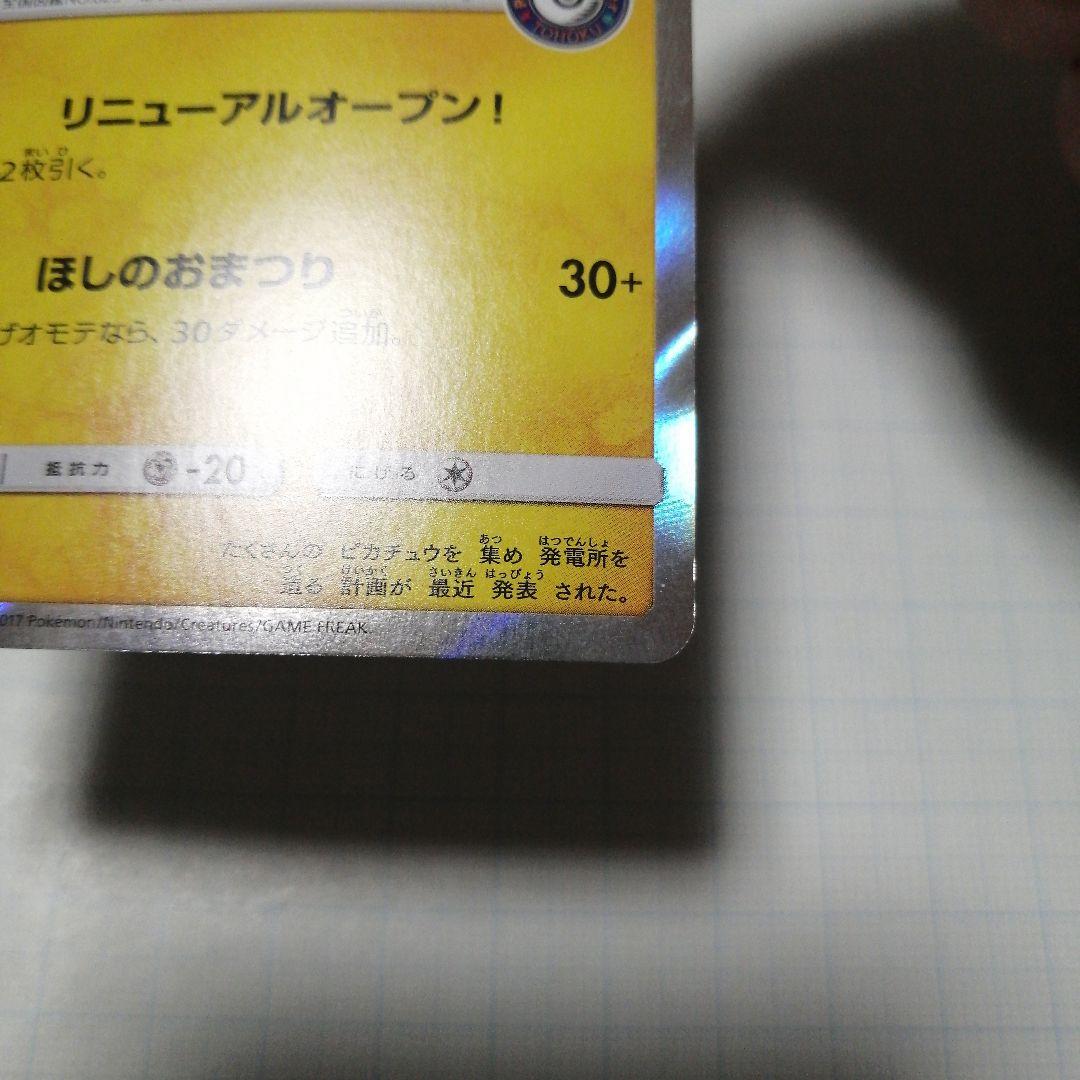 リニューアルオープン!
2枚引く。
ほしのおまつり 30+
オモテなら、30ダメージ追加。
抵抗力 -20 にげる
たくさんの ピカチュウを 集め 発電所を
造る 計画が 最近 発表 された。
017 Pokémon/Nintendo/Creatures/GAME FREAK.